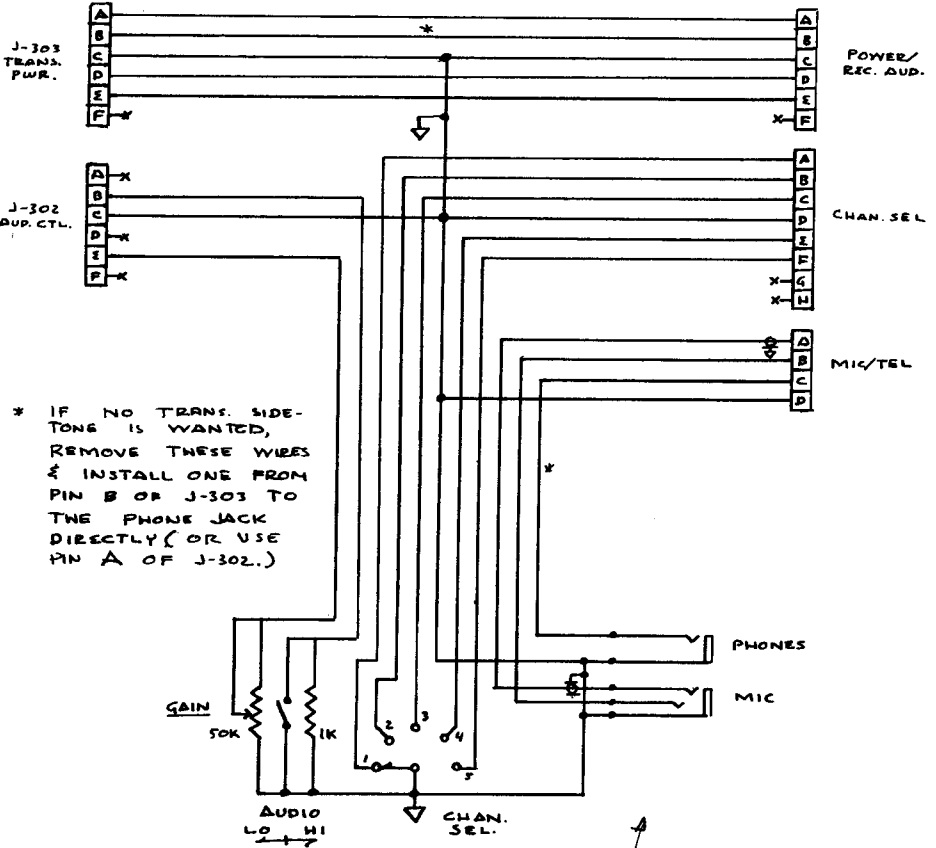 A
B
C
D
E
F
J-303
TRANS.
PWR.
*
A
B
C
D
E
F
POWER/
REC. AUD.
A
B
C
D
E
F
J-302
AUD. CTL.
A
B
C
D
E
F
G
H
CHAN. SEL
A
B
C
D
MIC/TEL
* IF NO TRANS. SIDE-
TONE IS WANTED,
REMOVE THESE WIRES
& INSTALL ONE FROM
PIN B OF J-303 TO
THE PHONE JACK
DIRECTLY (OR USE
PIN A OF J-302.)
*
PHONES
MIC
GAIN
50K
1K
1
2
3
4
5
AUDIO
LO HI
CHAN.
SEL.